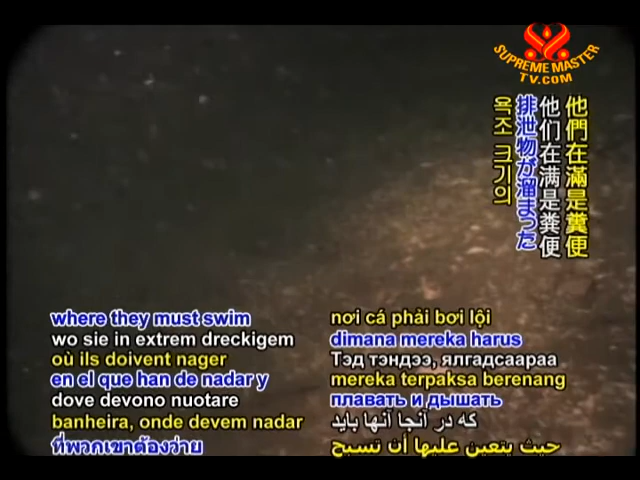 SUPREME MASTER
TV.COM
他們在滿是糞便
他们在满是粪便
排泄物が溜まった
욕조 크기의
where they must swim
wo sie in extrem dreckigem
où ils doivent nager
en el que han de nadar y
dove devono nuotare
banheira, onde devem nadar
ที่พวกเขาต้องว่าย
nơi cá phải bơi lội
dimana mereka harus
Тэд тэндээ, ялгадсаараа
mereka terpaksa berenang
плавать и дышать
که در آنجا آنها باید
حيث يتعين عليها أن تسبح